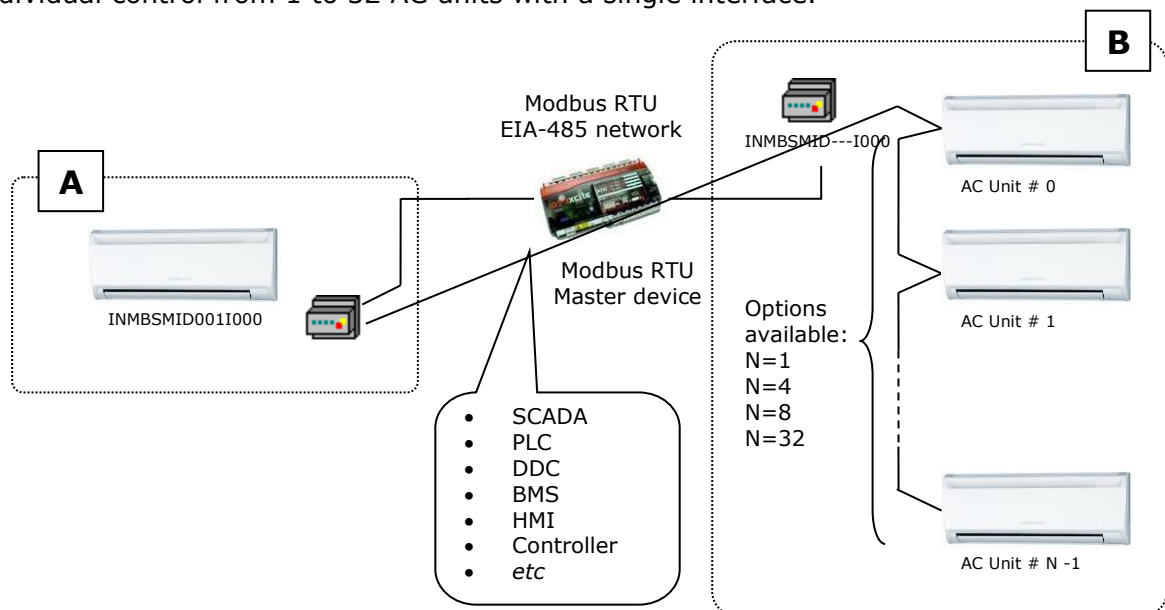 dividual control from 1 to 32 AC units with a single interface.
B
Modbus RTU
EIA-485 network
INMBSMID---I000
AC Unit # 0
A
xcite
INMBSMID001I000
Modbus RTU
Master device
Options
available:
N=1
N=4
N=8
N=32
AC Unit # 1
• SCADA
• PLC
• DDC
• BMS
• HMI
• Controller
• etc
AC Unit # N -1